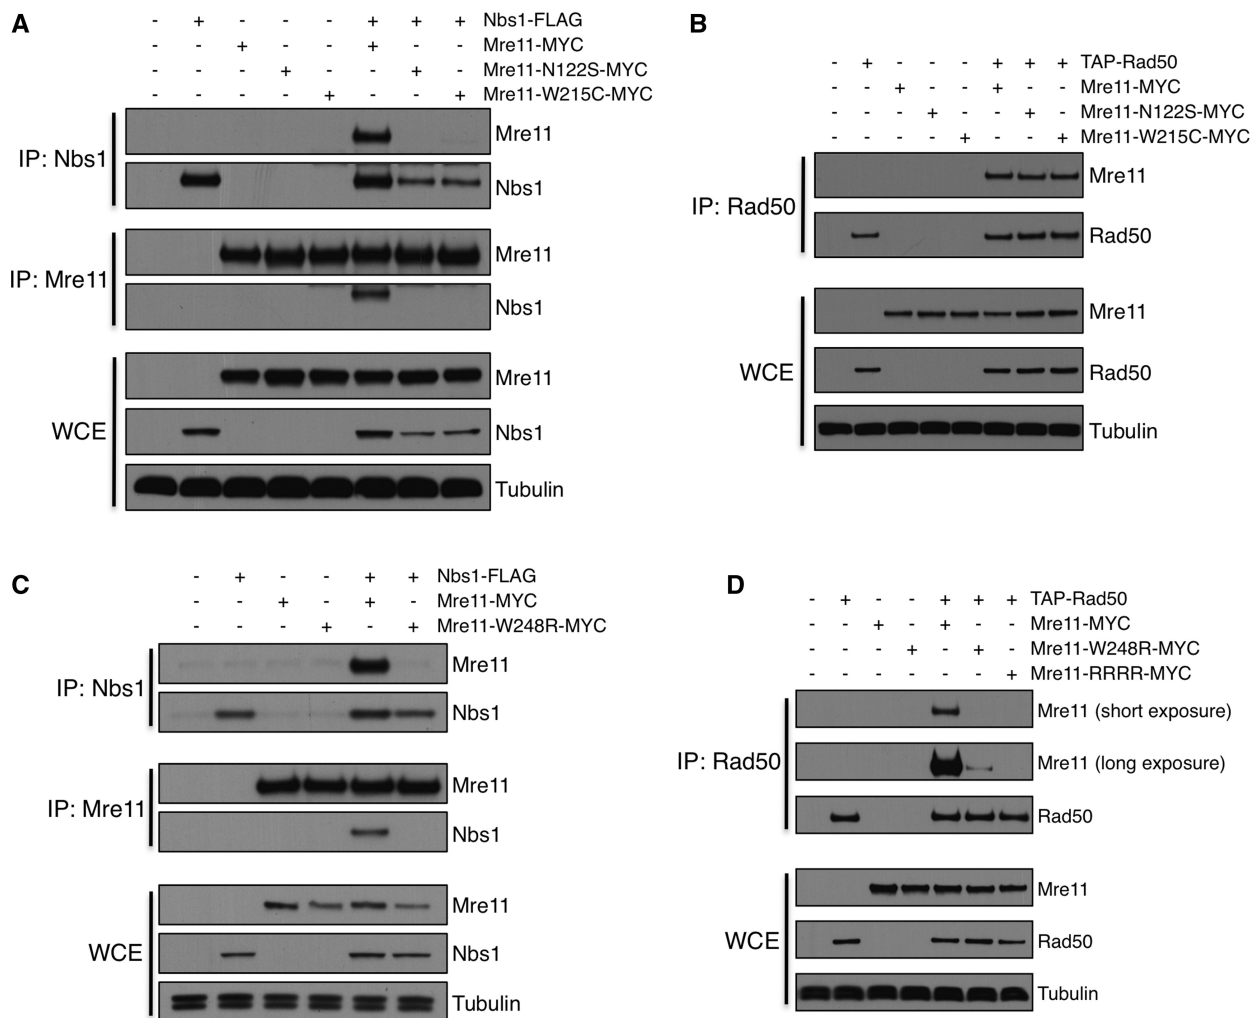 A
- + - - - + + + Nbs1-FLAG
- - + - - + - - Mre11-MYC
- - - + - - + - Mre11-N122S-MYC
- - - - + - - + Mre11-W215C-MYC
IP: Nbs1
Mre11
Nbs1
IP: Mre11
Mre11
Nbs1
WCE
Mre11
Nbs1
Tubulin
B
- + - - - + + + TAP-Rad50
- - + - - + - - Mre11-MYC
- - - + - - + - Mre11-N122S-MYC
- - - - + - - + Mre11-W215C-MYC
IP: Rad50
Mre11
Rad50
WCE
Mre11
Rad50
Tubulin
C
- + - - + + Nbs1-FLAG
- - + - + - Mre11-MYC
- - - + - + Mre11-W248R-MYC
IP: Nbs1
Mre11
Nbs1
IP: Mre11
Mre11
Nbs1
WCE
Mre11
Nbs1
Tubulin
D
- + - - + + + TAP-Rad50
- - + - + - - Mre11-MYC
- - - + - + - Mre11-W248R-MYC
- - - - - - + Mre11-RRRR-MYC
IP: Rad50
Mre11 (short exposure)
Mre11 (long exposure)
Rad50
WCE
Mre11
Rad50
Tubulin